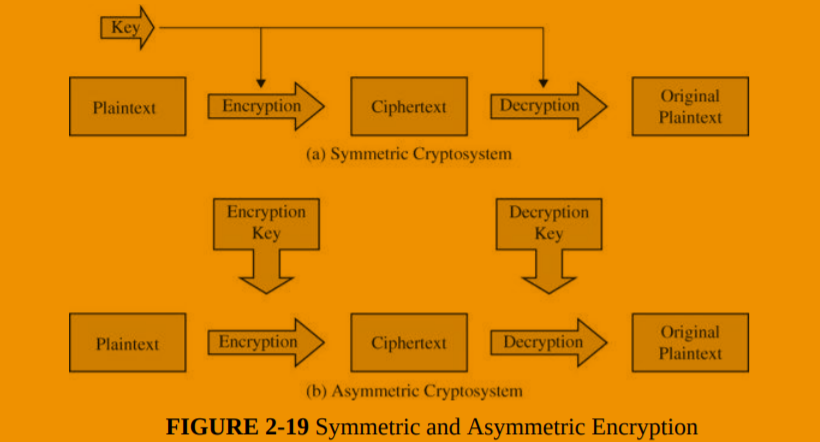 Key
Plaintext
Encryption
Ciphertext
Decryption
Original
Plaintext
(a) Symmetric Cryptosystem
Encryption
Key
Decryption
Key
Plaintext
Encryption
Ciphertext
Decryption
Original
Plaintext
(b) Asymmetric Cryptosystem
FIGURE 2-19 Symmetric and Asymmetric Encryption